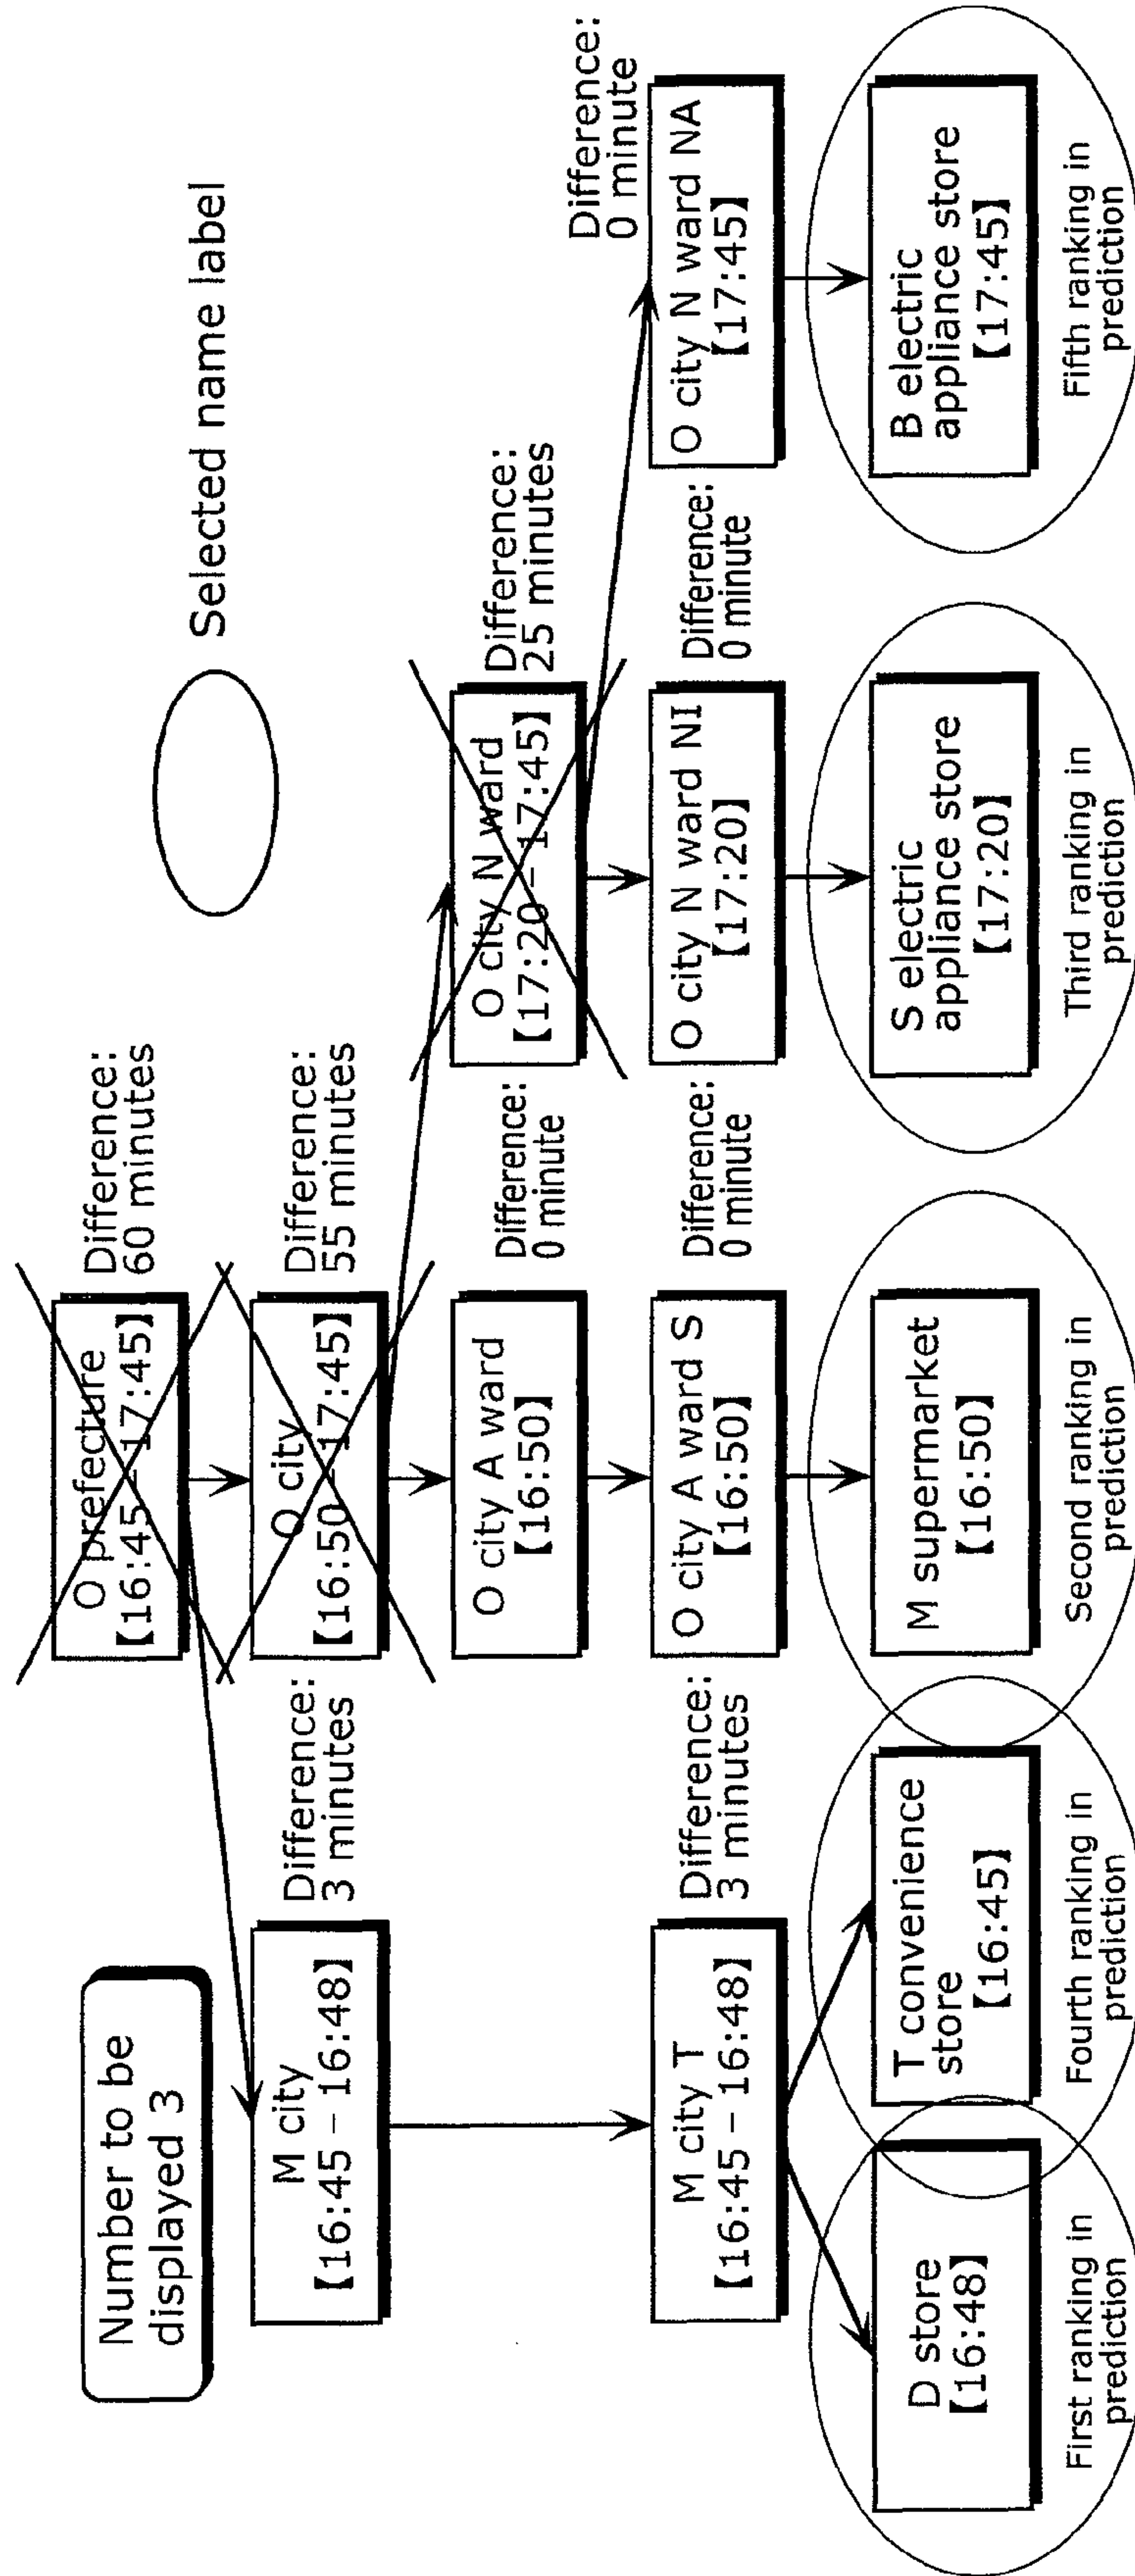 Number to be
displayed 3
Selected name label
O prefecture
【16:45–17:45】
Difference:
60 minutes
M city
【16:45–16:48】
Difference:
3 minutes
O city
【16:50–17:45】
Difference:
55 minutes
O city A ward
【16:50】
Difference:
0 minute
O city N ward
【17:20–17:45】
Difference:
25 minutes
M city T
【16:45–16:48】
Difference:
3 minutes
O city A ward S
【16:50】
Difference:
0 minute
O city N ward NI
【17:20】
Difference:
0 minute
O city N ward NA
【17:45】
Difference:
0 minute
D store
【16:48】
T convenience
store
【16:45】
M supermarket
【16:50】
S electric
appliance store
【17:20】
B electric
appliance store
【17:45】
First ranking in
prediction
Fourth ranking in
prediction
Second ranking in
prediction
Third ranking in
prediction
Fifth ranking in
prediction